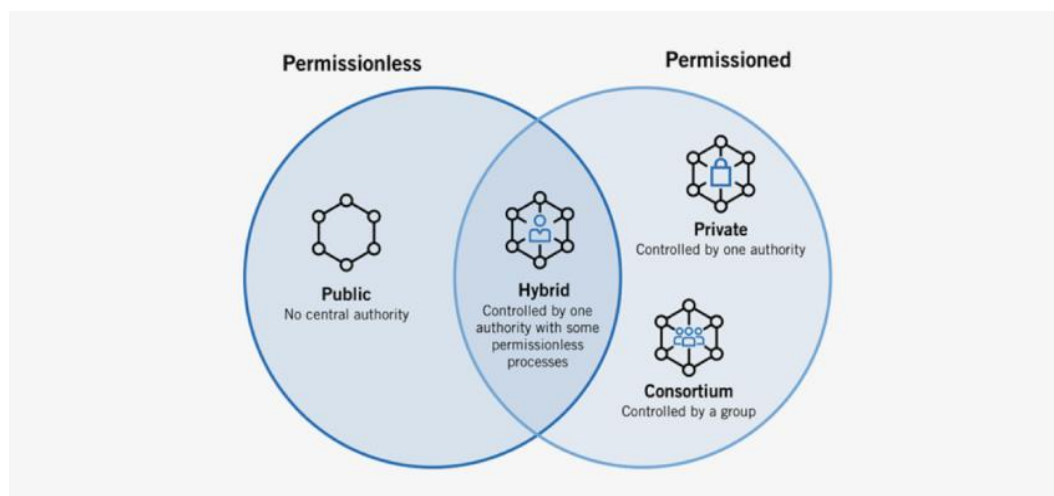 Permissionless
Permissioned
Public
No central authority
Hybrid
Controlled by one
authority with some
permissionless
processes
Private
Controlled by one authority
Consortium
Controlled by a group